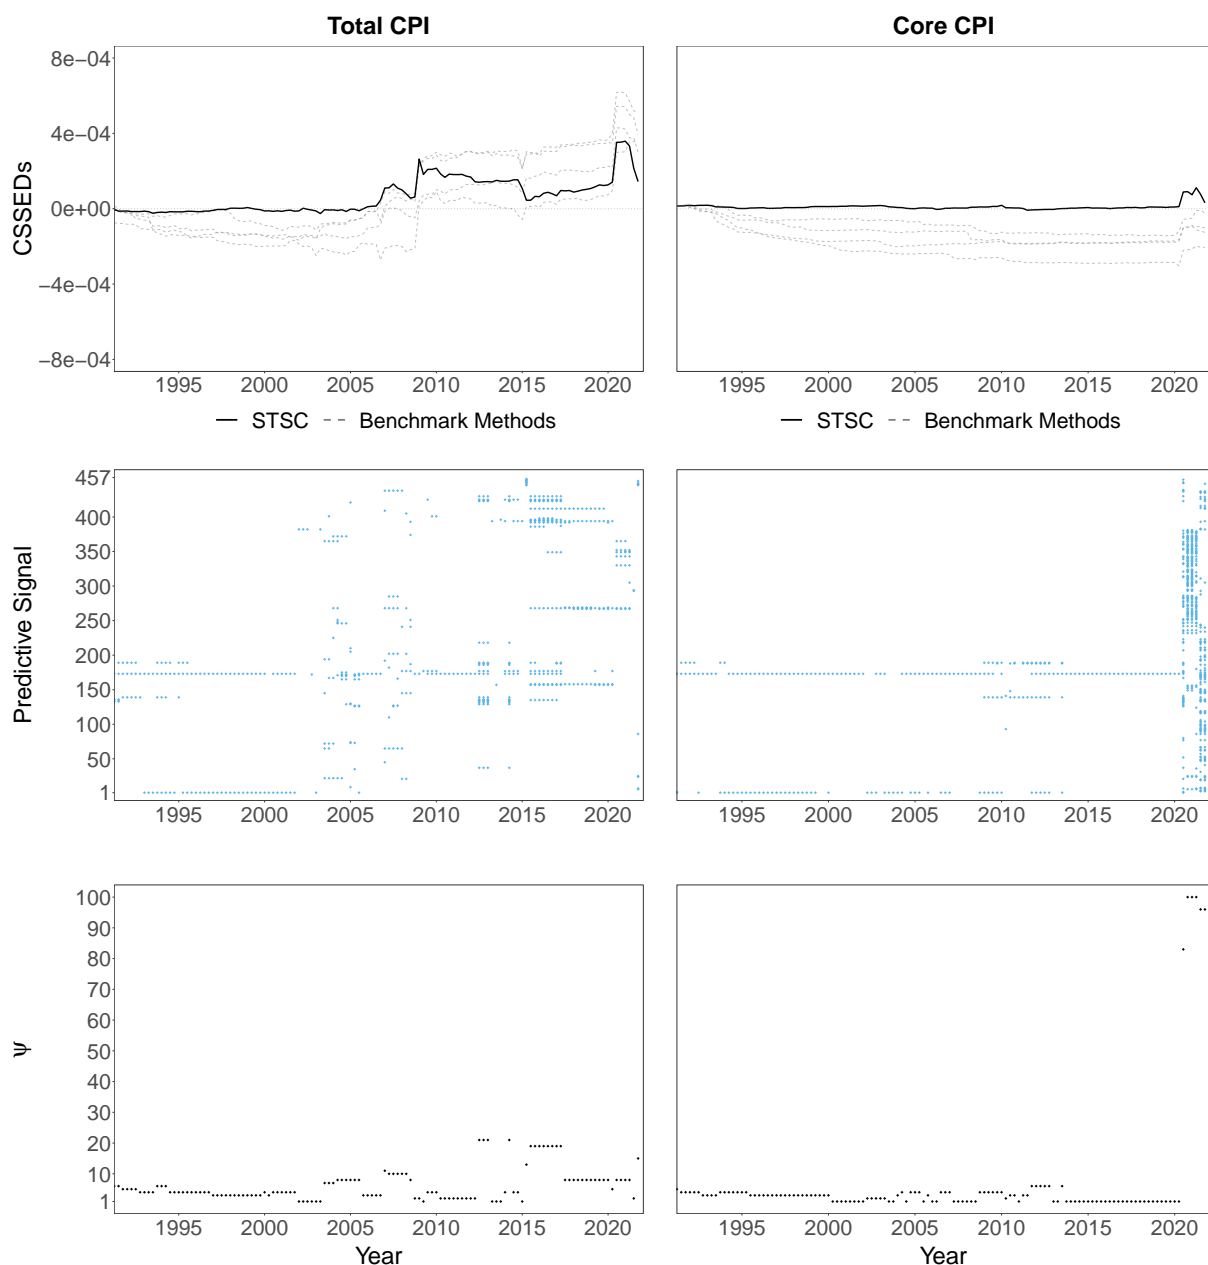 Total CPI
Core CPI
CSSEDs
8e−04
4e−04
0e+00
−4e−04
−8e−04
1995 2000 2005 2010 2015 2020
1995 2000 2005 2010 2015 2020
STSC Benchmark Methods
STSC Benchmark Methods
Predictive Signal
457
400
350
300
250
200
150
100
50
1
1995 2000 2005 2010 2015 2020
1995 2000 2005 2010 2015 2020
ψ
100
90
80
70
60
50
40
30
20
10
1
1995 2000 2005 2010 2015 2020
1995 2000 2005 2010 2015 2020
Year
Year